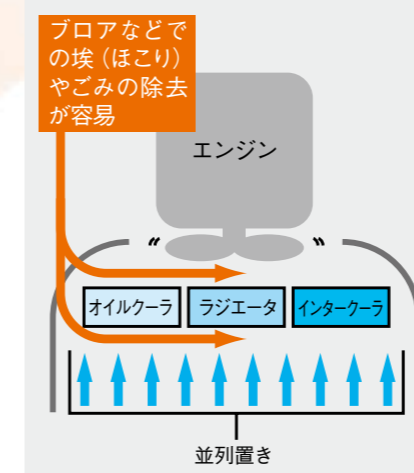 ブロアなどで
の埃（ほこり）
やごみの除去
が容易
エンジン
オイルクーラ
ラジエータ
インタークーラ
並列置き